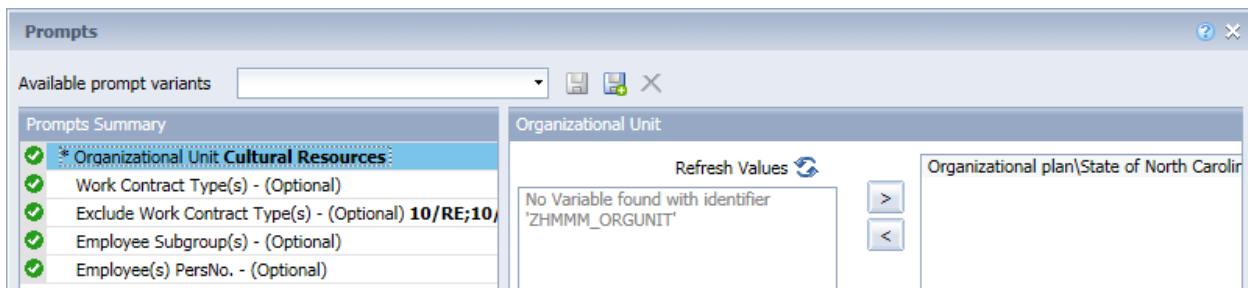 Prompts
Available prompt variants
Prompts Summary
* Organizational Unit Cultural Resources
Work Contract Type(s) - (Optional)
Exclude Work Contract Type(s) - (Optional) 10/RE;10/
Employee Subgroup(s) - (Optional)
Employee(s) PersNo. - (Optional)
Organizational Unit
Refresh Values
No Variable found with identifier
'ZHMMM_ORGUNIT'
>
<
Organizational plan\State of North Carolin